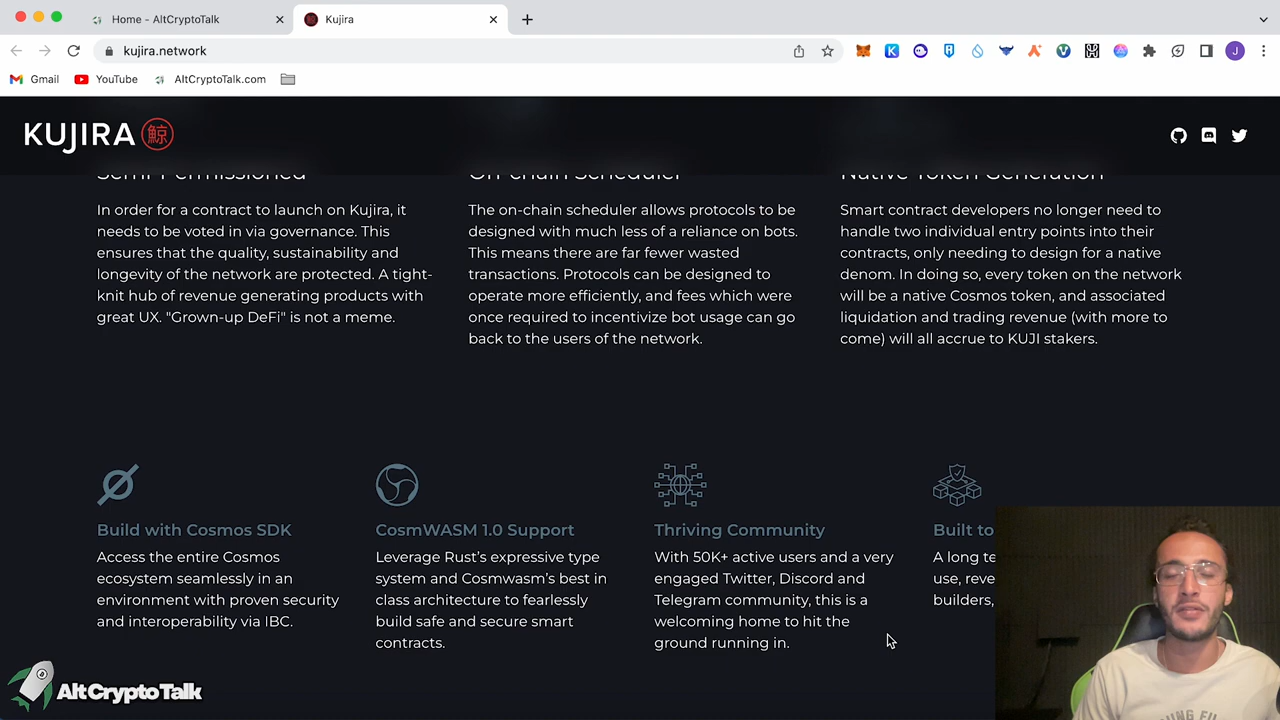 Home - AltCryptoTalk
Kujira
kujira.network
J
Gmail
YouTube
AltCryptoTalk.com
KUJIRA 鯨
Semi-Permissioned
On-chain Scheduler
Native Token Generation
In order for a contract to launch on Kujira, it
needs to be voted in via governance. This
ensures that the quality, sustainability and
longevity of the network are protected. A tight-
knit hub of revenue generating products with
great UX. "Grown-up DeFi" is not a meme.
The on-chain scheduler allows protocols to be
designed with much less of a reliance on bots.
This means there are far fewer wasted
transactions. Protocols can be designed to
operate more efficiently, and fees which were
once required to incentivize bot usage can go
back to the users of the network.
Smart contract developers no longer need to
handle two individual entry points into their
contracts, only needing to design for a native
denom. In doing so, every token on the network
will be a native Cosmos token, and associated
liquidation and trading revenue (with more to
come) will all accrue to KUJI stakers.
Build with Cosmos SDK
Access the entire Cosmos
ecosystem seamlessly in an
environment with proven security
and interoperability via IBC.
CosmWASM 1.0 Support
Leverage Rust's expressive type
system and Cosmwasm's best in
class architecture to fearlessly
build safe and secure smart
contracts.
Thriving Community
With 50K+ active users and a very
engaged Twitter, Discord and
Telegram community, this is a
welcoming home to hit the
ground running in.
Built to
A long te
use, reve
builders,
AltCryptoTalk